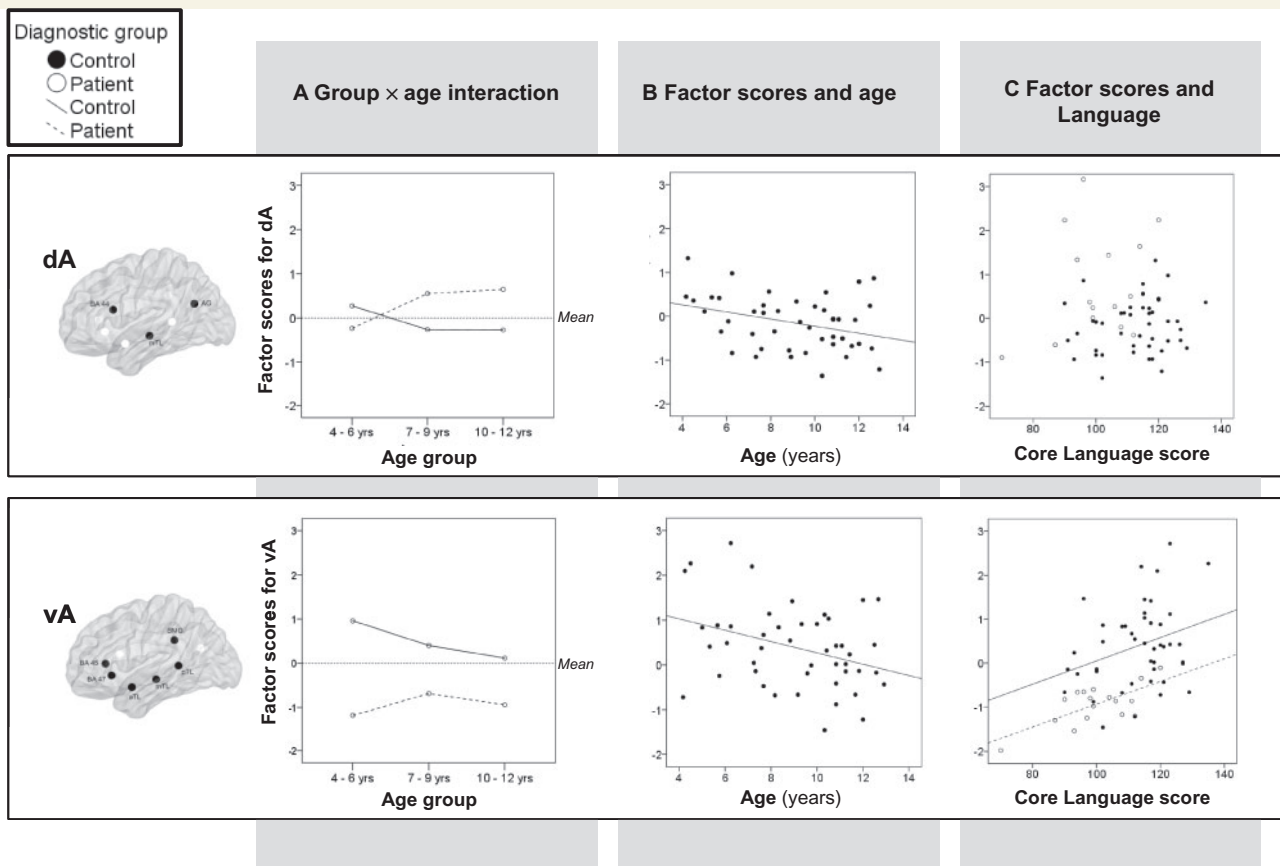 Diagnostic group
Control
Patient
Control
Patient
A Group × age interaction
B Factor scores and age
C Factor scores and
Language
dA
BA 44
AG
mTL
Factor scores for dA
3
2
1
0
-1
-2
Mean
4 - 6 yrs
7 - 9 yrs
10 - 12 yrs
Age group
3
2
1
0
-1
-2
4
6
8
10
12
14
Age (years)
3
2
1
0
-1
-2
80
100
120
140
Core Language score
vA
SMG
BA 45
BA 47
pTL
mTL
aTL
Factor scores for vA
3
2
1
0
-1
-2
Mean
4 - 6 yrs
7 - 9 yrs
10 - 12 yrs
Age group
3
2
1
0
-1
-2
4
6
8
10
12
14
Age (years)
3
2
1
0
-1
-2
80
100
120
140
Core Language score